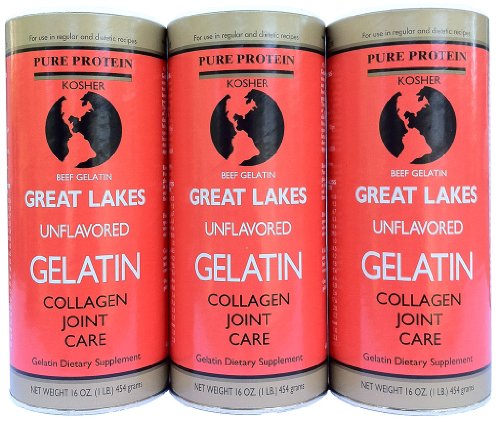 For use in regular and dietetic recipes
PURE PROTEIN
KOSHER
BEEF GELATIN
GREAT LAKES
UNFLAVORED
GELATIN
COLLAGEN
JOINT
CARE
Gelatin Dietary Supplement
NET WEIGHT 16 OZ. (1 LB.) 454 grams
For use in regular and dietetic recipes
PURE PROTEIN
KOSHER
BEEF GELATIN
GREAT LAKES
UNFLAVORED
GELATIN
COLLAGEN
JOINT
CARE
Gelatin Dietary Supplement
NET WEIGHT 16 OZ. (1 LB.) 454 grams
For use in regular and dietetic recipes
PURE PROTEIN
KOSHER
BEEF GELATIN
GREAT LAKES
UNFLAVORED
GELATIN
COLLAGEN
JOINT
CARE
Gelatin Dietary Supplement
NET WEIGHT 16 OZ. (1 LB.) 454 grams